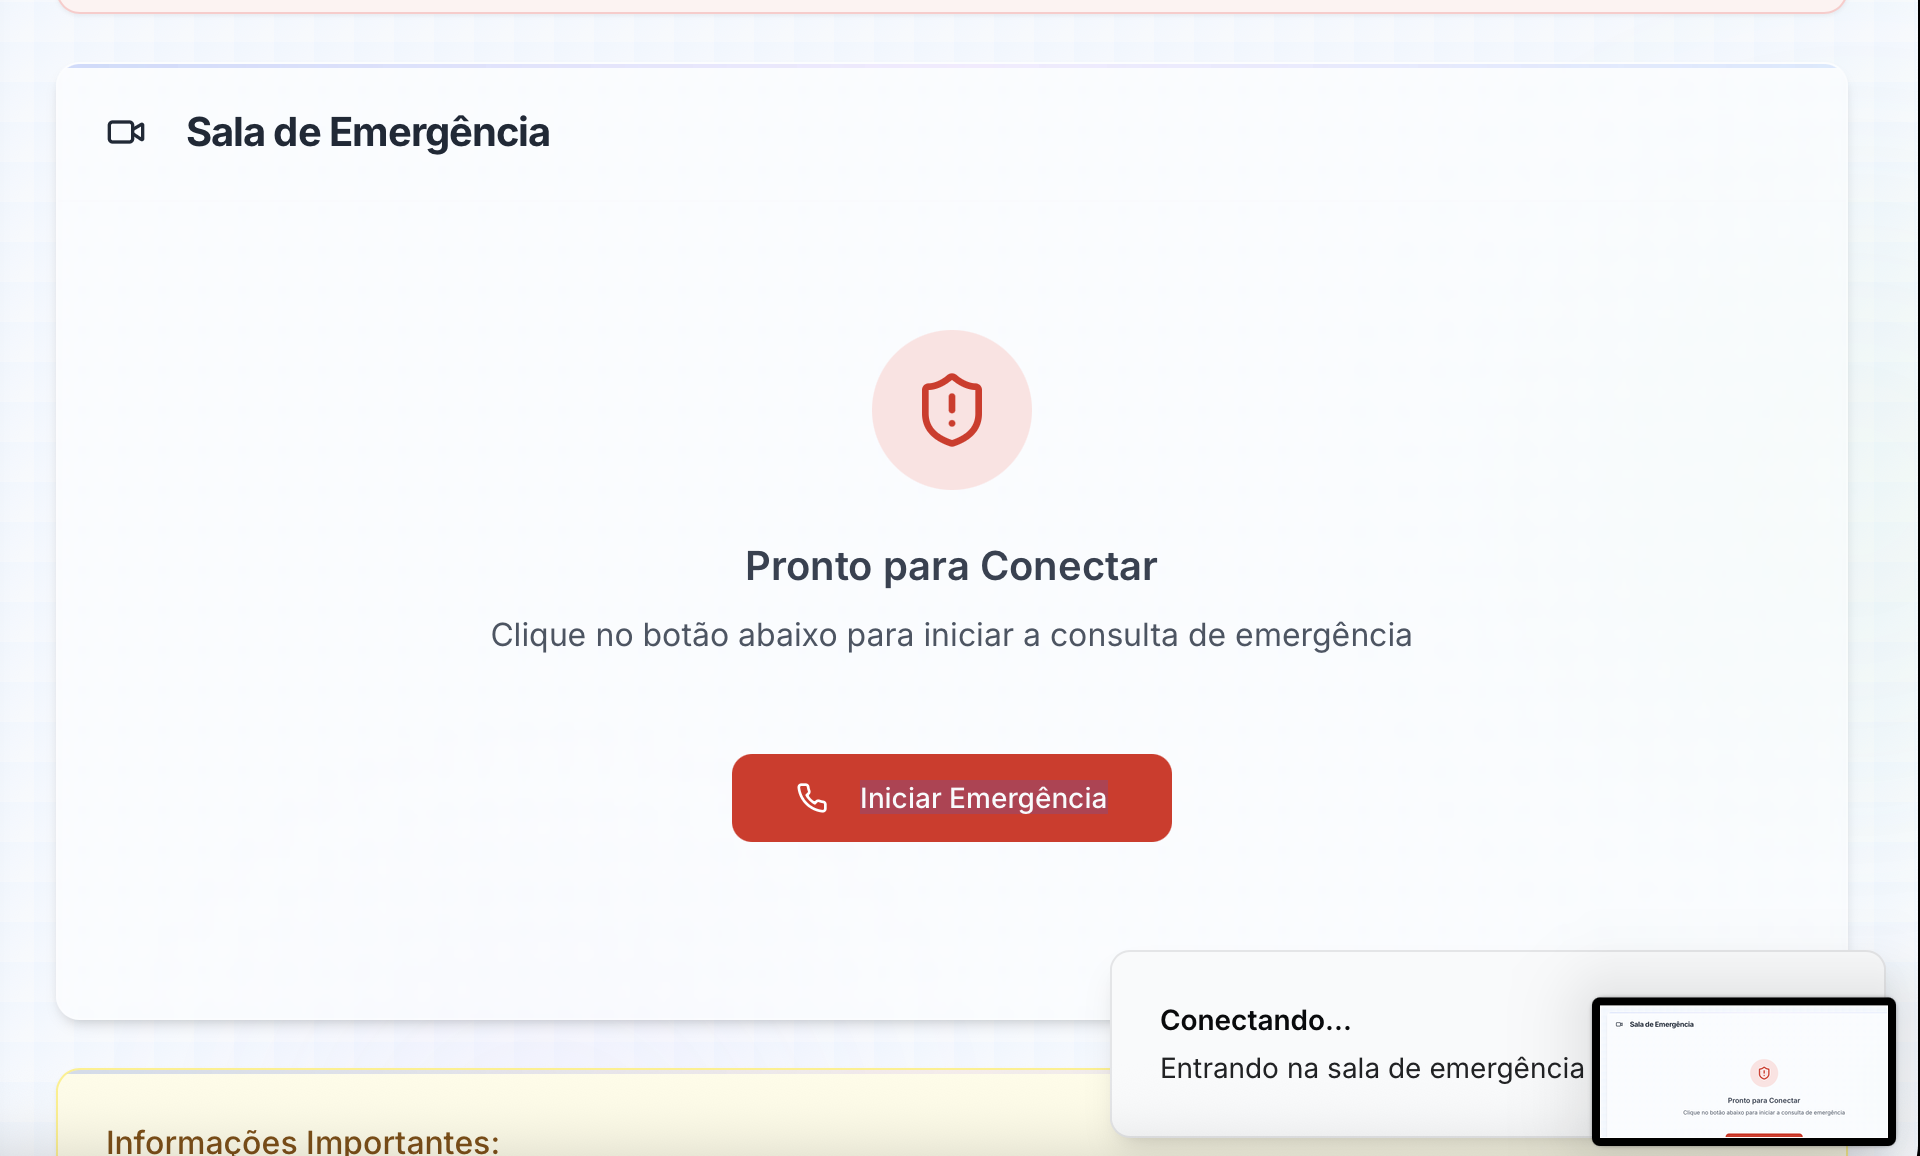 Sala de Emergência
Pronto para Conectar
Clique no botão abaixo para iniciar a consulta de emergência
Iniciar Emergência
Conectando...
Entrando na sala de emergência
Sala de Emergência
Pronto para Conectar
Clique no botão abaixo para iniciar a consulta de emergência
Informações Importantes: